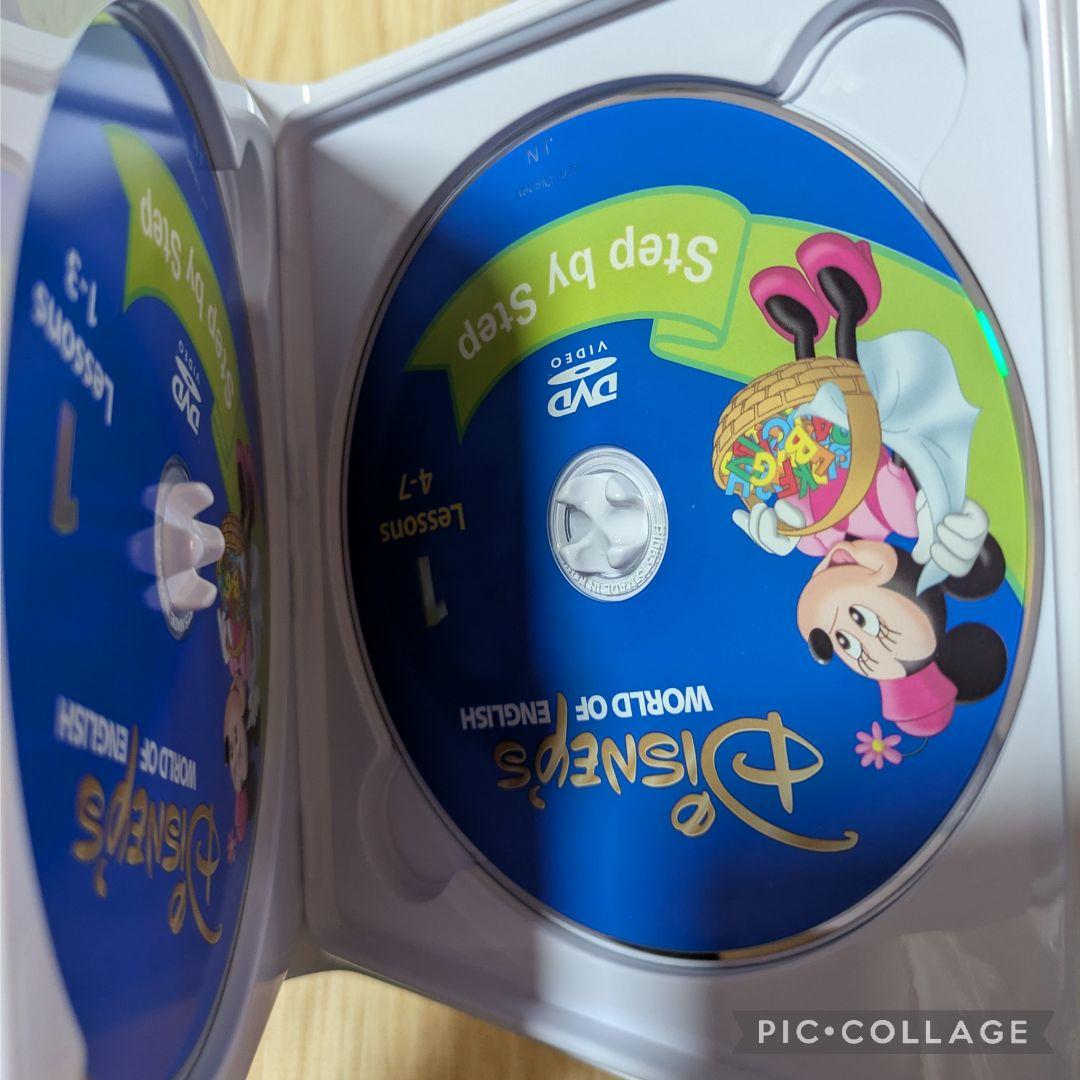 DISNEY'S
WORLD OF ENGLISH
1
Lessons
1-3
DVD
VIDEO
Step by Step
DISNEY'S
WORLD OF ENGLISH
1
Lessons
4-7
DVD
VIDEO
Step by Step
PIC•COLLAGE